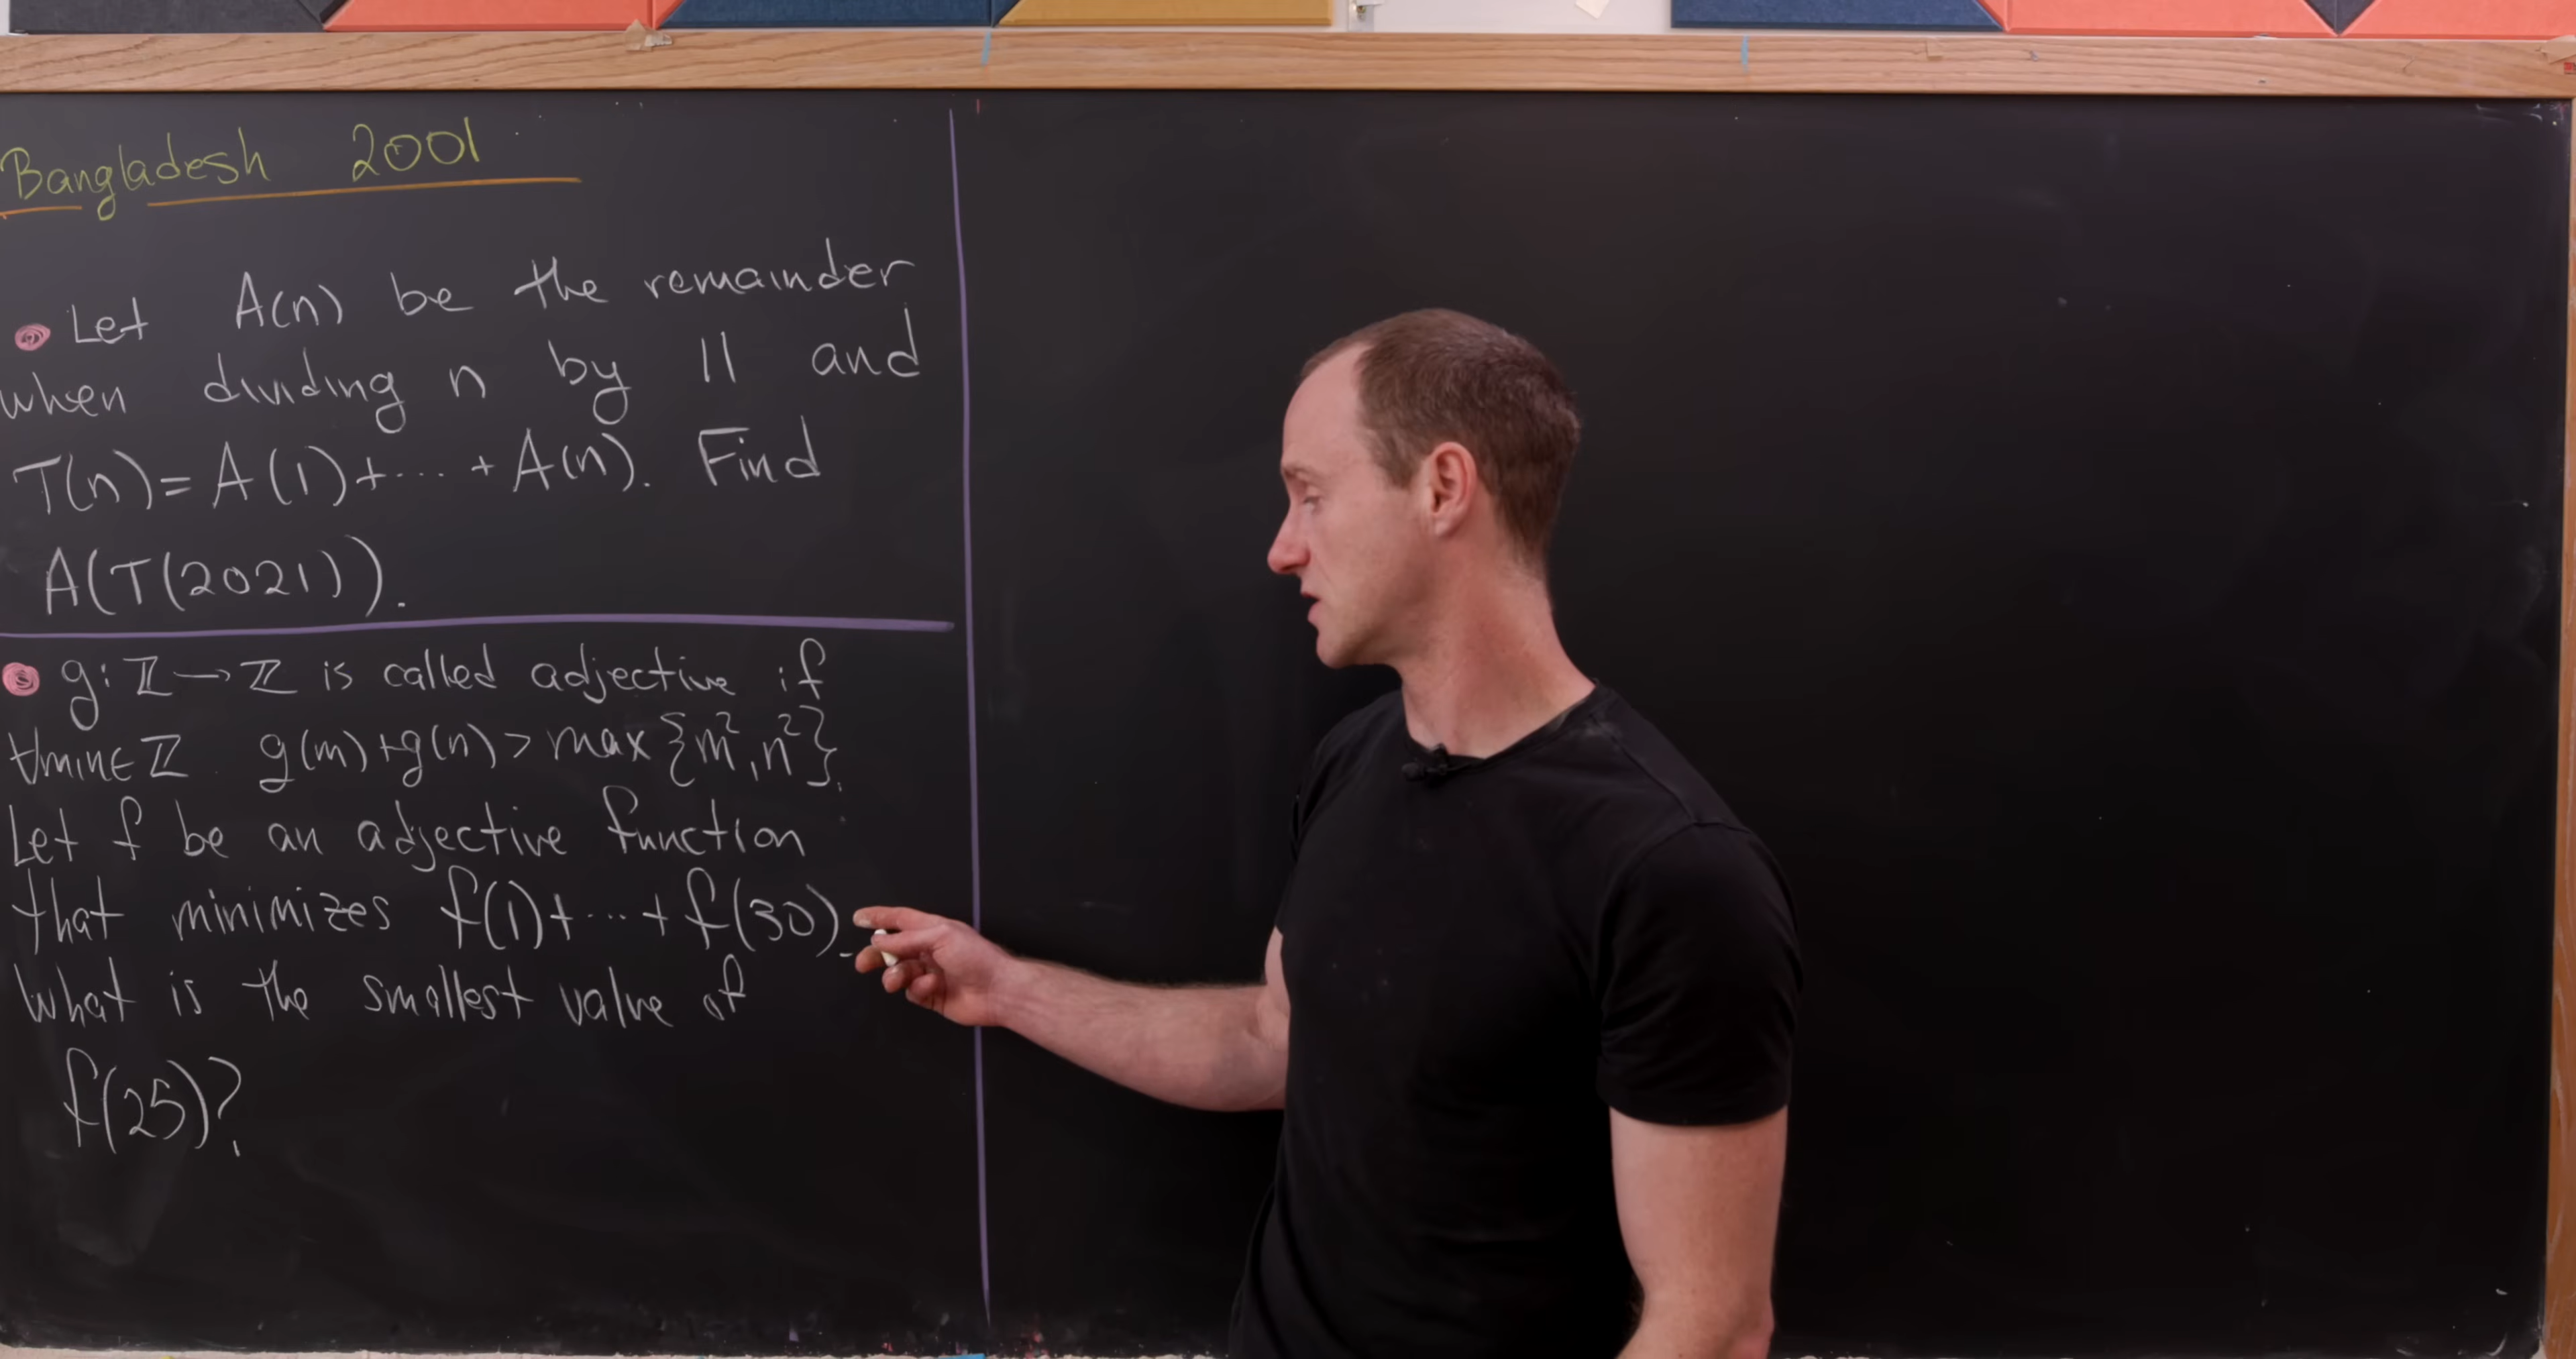 Bangladesh 2001
• Let A(n) be the remainder
when dividing n by 11 and
T(n)=A(1)+...+A(n). Find
A(T(2021)).
• g:ℤ→ℤ is called adjective if
∀m,n∈ℤ g(m)+g(n)>max{m²,n²}.
Let f be an adjective function
that minimizes f(1)+...+f(30).
What is the smallest value of
f(25)?